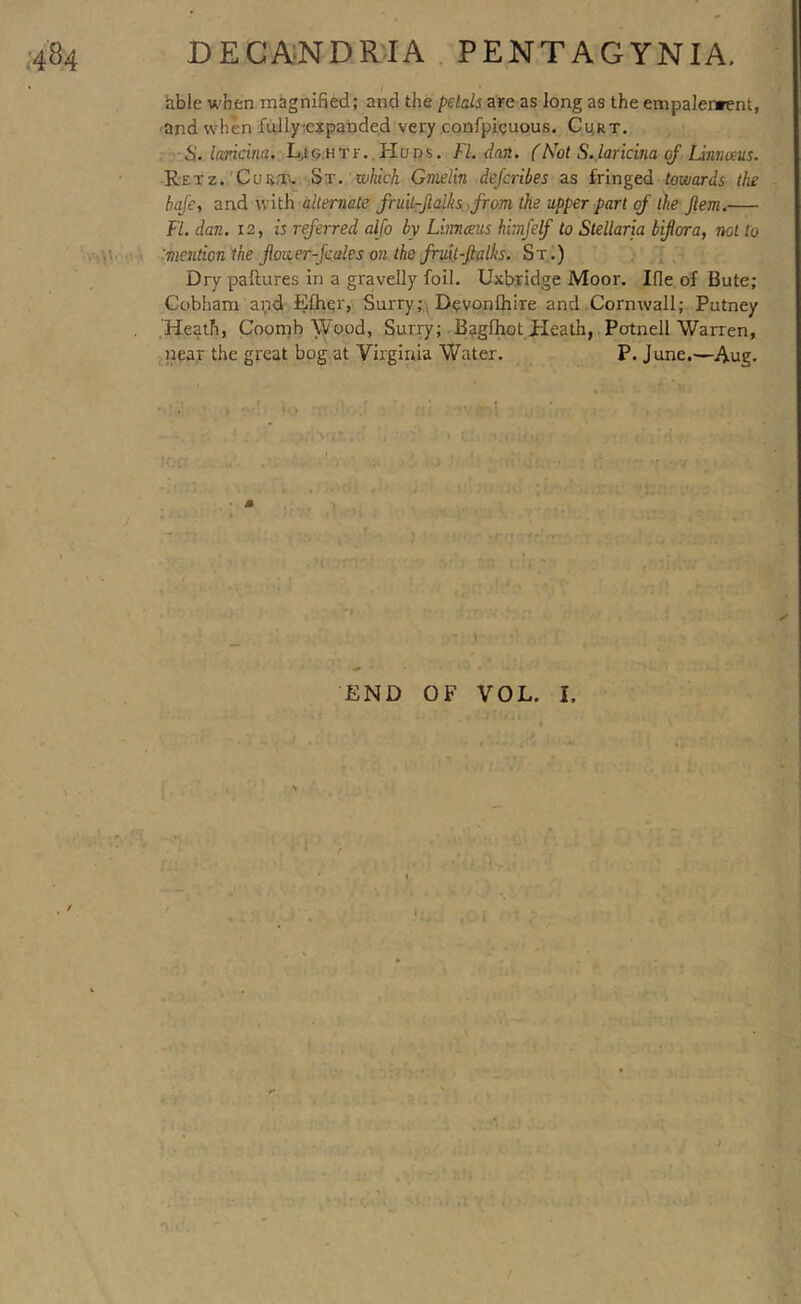 484 DECANDRIA PENTAGYNIA.
able when magnified; and the petals are as long as the empalement,
and when fully expanded very conſpicuous. CURT.
S. laricina. LIGHTF. HUDS. Fl. dan. (Not S. laricina of Linnæus.
RETZ. CURT. ST. which Gmelin deſcribes as fringed towards the
baſe, and with alternate fruit-ſtalks from the upper part of the ſtem.——
Fl. dan. 12, is referred alſo by Linnæus himſelf to Stellaria biflora, not to
mention the flower-ſcales on the fruit-ſtalks. ST.)
Dry paſtures in a gravelly ſoil. Uxbridge Moor. Iſle of Bute;
Cobham and Eſher, Surry; Devonſhire and Cornwall; Putney
Heath, Coomb Wood, Surry; Bagſhot Heath, Potnell Warren,
near the great bog at Virginia Water. P. June.—Aug.
END OF VOL. I.